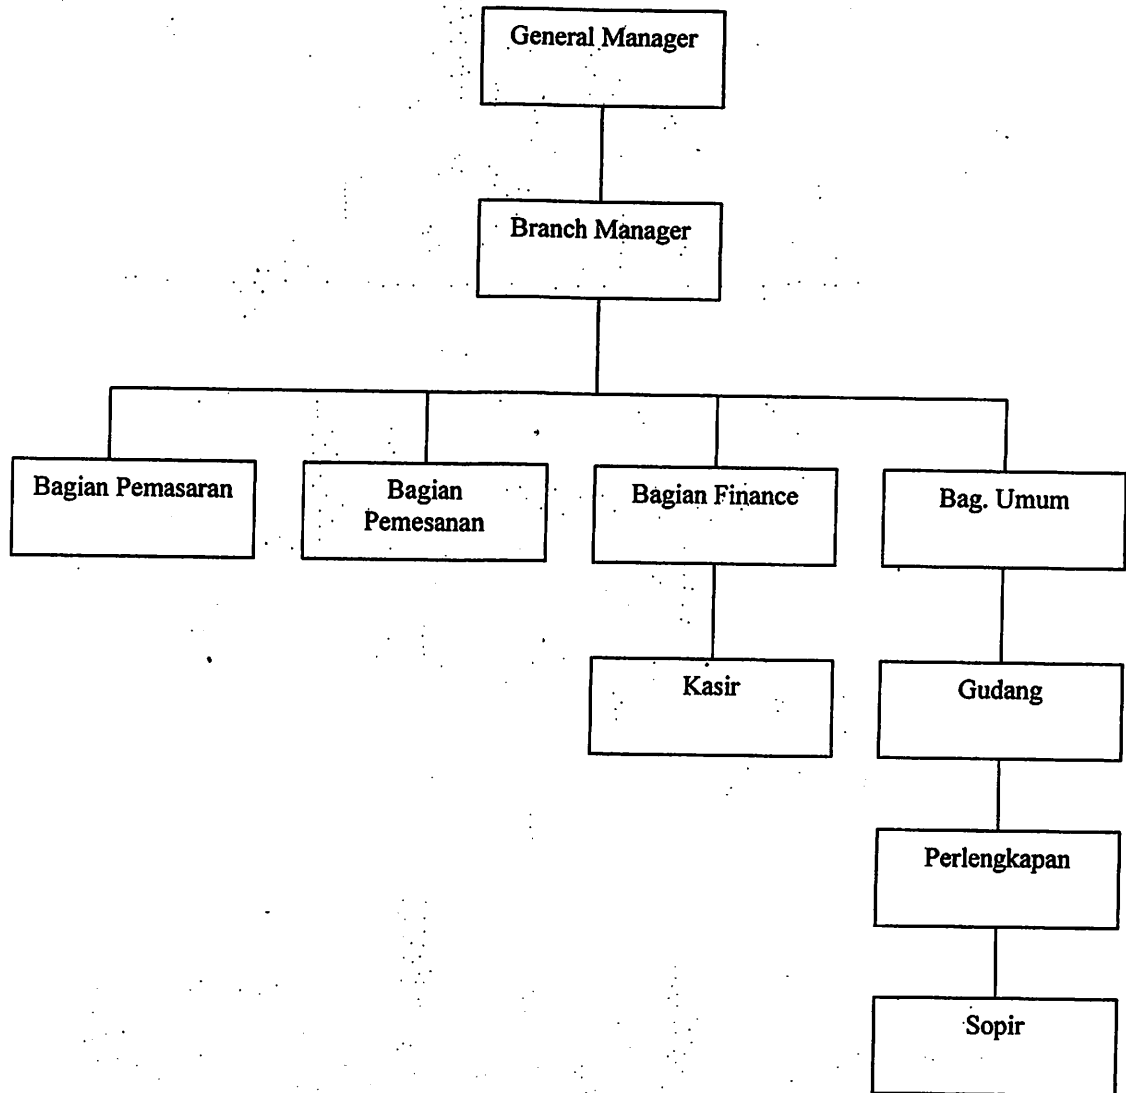 General Manager
Branch Manager
Bagian Pemasaran
Bagian
Pemesanan
Bagian Finance
Bag. Umum
Kasir
Gudang
Perlengkapan
Sopir